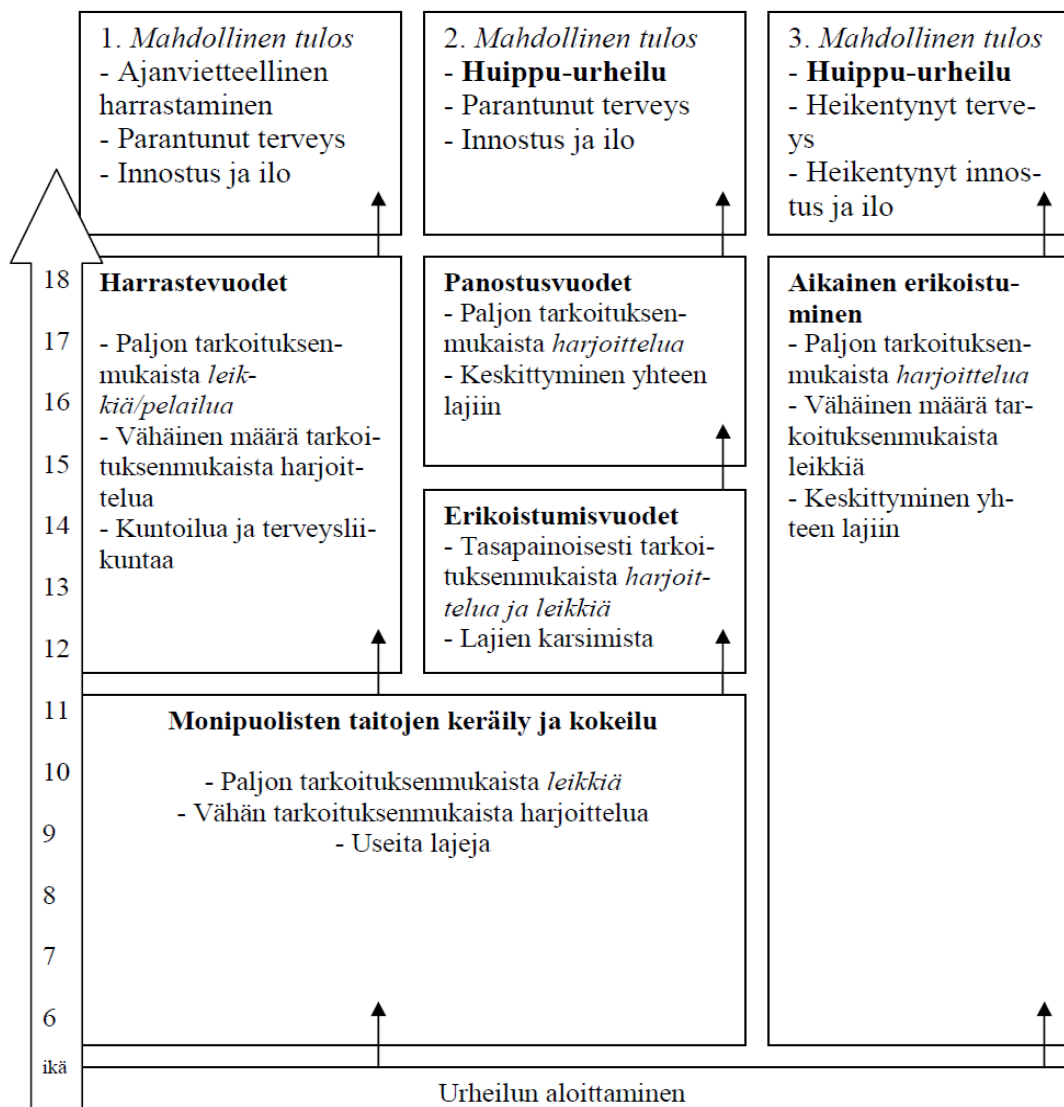 1. Mahdollinen tulos
- Ajanvietteellinen
harrastaminen
- Parantunut terveys
- Innostus ja ilo
2. Mahdollinen tulos
- Huippu-urheilu
- Parantunut terveys
- Innostus ja ilo
3. Mahdollinen tulos
- Huippu-urheilu
- Heikentynyt terve-
ys
- Heikentynyt innos-
tus ja ilo
18
17
16
15
14
13
12
11
10
9
8
7
6
ikä
Harrastevuodet
- Paljon tarkoituksen-
mukaista leik-
kiä/pelailua
- Vähäinen määrä tarkoi-
tuksenmukaista harjoit-
telua
- Kuntoilua ja terveyslii-
kuntaa
Panostusvuodet
- Paljon tarkoituksen-
mukaista harjoittelua
- Keskittyminen yhteen
lajiin
Erikoistumisvuodet
- Tasapainoisesti tarkoi-
tuksenmukaista harjoit-
telua ja leikkiä
- Lajien karsimista
Aikainen erikoistu-
minen
- Paljon tarkoituksen-
mukaista harjoittelua
- Vähäinen määrä tar-
koituksenmukaista
leikkiä
- Keskittyminen yh-
teen lajiin
Monipuolisten taitojen keräily ja kokeilu
- Paljon tarkoituksenmukaista leikkiä
- Vähän tarkoituksenmukaista harjoittelua
- Useita lajeja
Urheilun aloittaminen